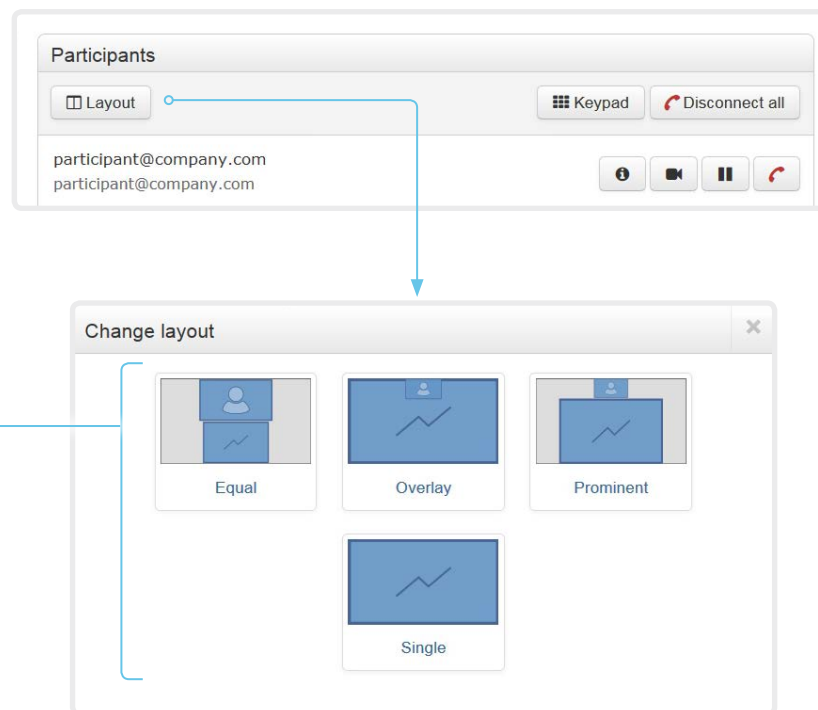 Participants
Layout
Keypad
Disconnect all
participant@company.com
participant@company.com
Change layout
Equal
Overlay
Prominent
Single